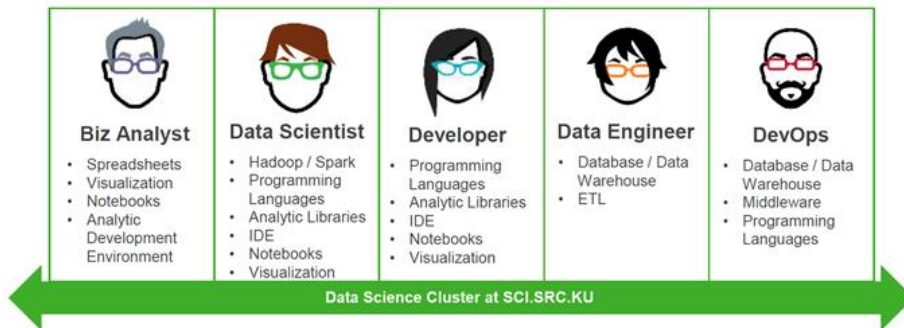 Biz Analyst
• Spreadsheets
• Visualization
• Notebooks
• Analytic
Development
Environment
Data Scientist
• Hadoop / Spark
• Programming
Languages
• Analytic Libraries
• IDE
• Notebooks
• Visualization
Developer
• Programming
Languages
• Analytic Libraries
• IDE
• Notebooks
• Visualization
Data Engineer
• Database / Data
Warehouse
• ETL
DevOps
• Database / Data
Warehouse
• Middleware
• Programming
Languages
Data Science Cluster at SCI.SRC.KU